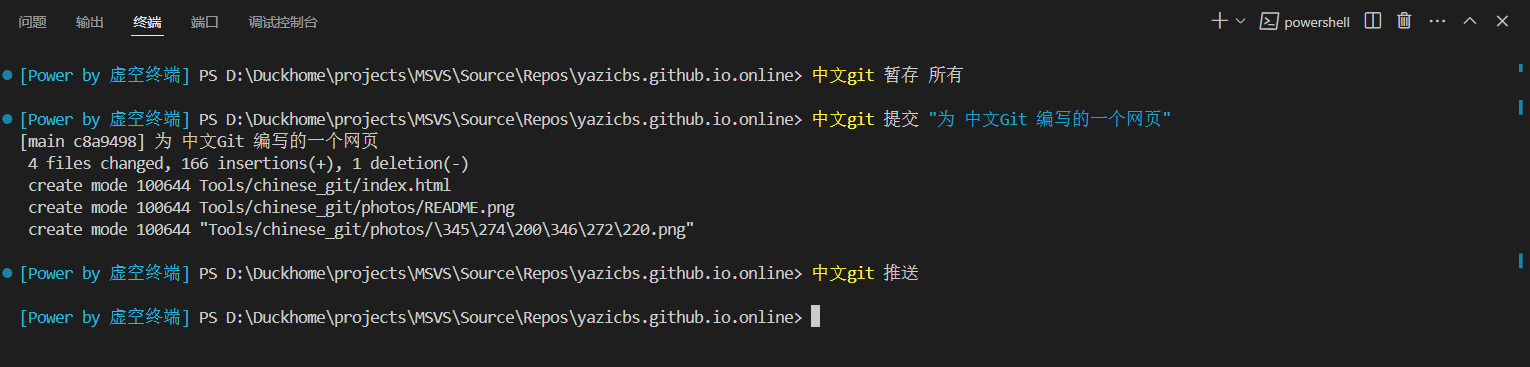 问题 输出 终端 端口 调试控制台 powershell
[Power by 虚空终端] PS D:\Duckhome\projects\MSVS\Source\Repos\yazicbs.github.io.online> 中文git 暂存 所有
[Power by 虚空终端] PS D:\Duckhome\projects\MSVS\Source\Repos\yazicbs.github.io.online> 中文git 提交 "为 中文Git 编写的一个网页"
[main c8a9498] 为 中文Git 编写的一个网页
4 files changed, 166 insertions(+), 1 deletion(-)
create mode 100644 Tools/chinese_git/index.html
create mode 100644 Tools/chinese_git/photos/README.png
create mode 100644 "Tools/chinese_git/photos/\345\274\200\346\272\220.png"
[Power by 虚空终端] PS D:\Duckhome\projects\MSVS\Source\Repos\yazicbs.github.io.online> 中文git 推送
[Power by 虚空终端] PS D:\Duckhome\projects\MSVS\Source\Repos\yazicbs.github.io.online>